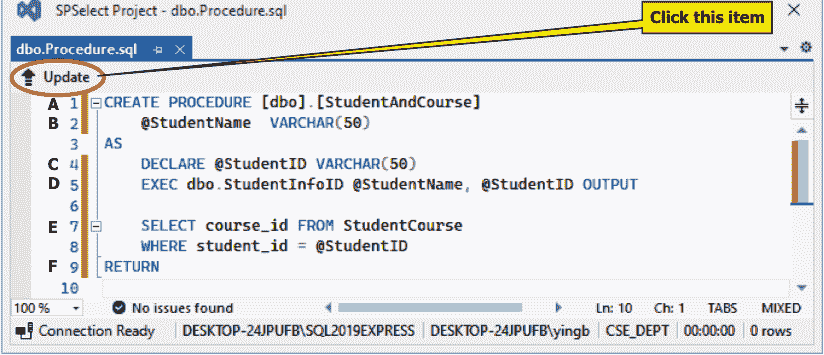 SPSelect Project - dbo.Procedure.sql
Click this item
dbo.Procedure.sql
Update
A 1 CREATE PROCEDURE [dbo].[StudentAndCourse]
B 2 @StudentName VARCHAR(50)
3 AS
C 4 DECLARE @StudentID VARCHAR(50)
D 5 EXEC dbo.StudentInfoID @StudentName, @StudentID OUTPUT
6
E 7 SELECT course_id FROM StudentCourse
8 WHERE student_id = @StudentID
F 9 RETURN
10
100 % No issues found Ln: 10 Ch: 1 TABS MIXED
Connection Ready DESKTOP-24JPUFB\SQL2019EXPRESS DESKTOP-24JPUFB\yingb CSE_DEPT 00:00:00 0 rows